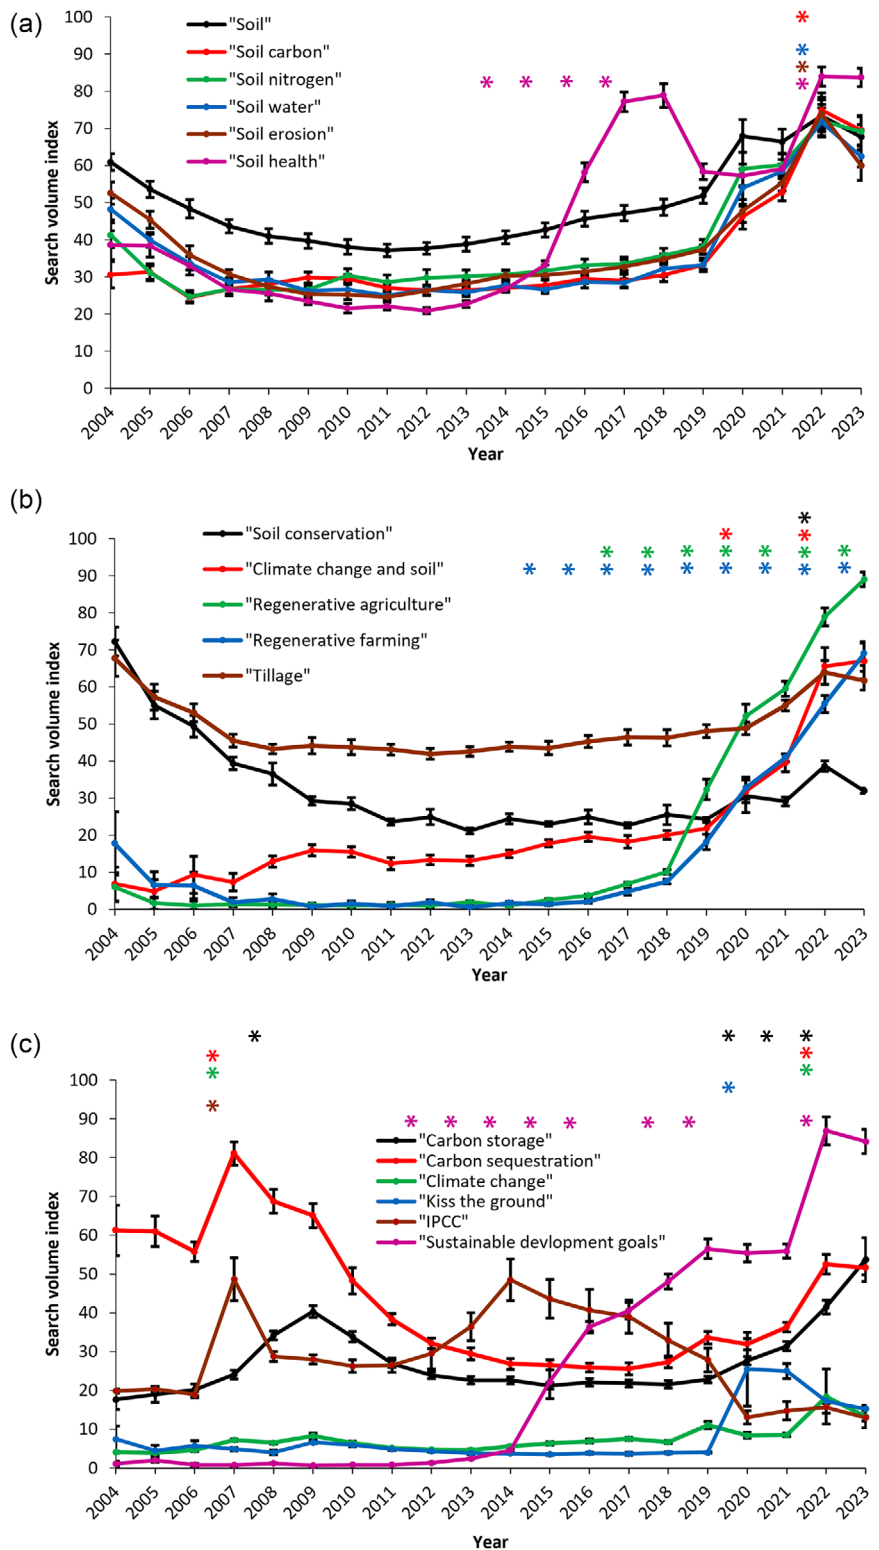 (a)
100
90
80
70
60
50
40
30
20
10
0
Search volume index
"Soil"
"Soil carbon"
"Soil nitrogen"
"Soil water"
"Soil erosion"
"Soil health"
* 
*
*
* * * * *
2004 2005 2006 2007 2008 2009 2010 2011 2012 2013 2014 2015 2016 2017 2018 2019 2020 2021 2022 2023
Year
(b)
100
90
80
70
60
50
40
30
20
10
0
Search volume index
"Soil conservation"
"Climate change and soil"
"Regenerative agriculture"
"Regenerative farming"
"Tillage"
*
* *
* * * * * * *
* * * * * * * * *
2004 2005 2006 2007 2008 2009 2010 2011 2012 2013 2014 2015 2016 2017 2018 2019 2020 2021 2022 2023
Year
(c)
* * * *
* *
* *
*
*
* * * * * * * *
100
90
80
70
60
50
40
30
20
10
0
Search volume index
"Carbon storage"
"Carbon sequestration"
"Climate change"
"Kiss the ground"
"IPCC"
"Sustainable devlopment goals"
2004 2005 2006 2007 2008 2009 2010 2011 2012 2013 2014 2015 2016 2017 2018 2019 2020 2021 2022 2023
Year